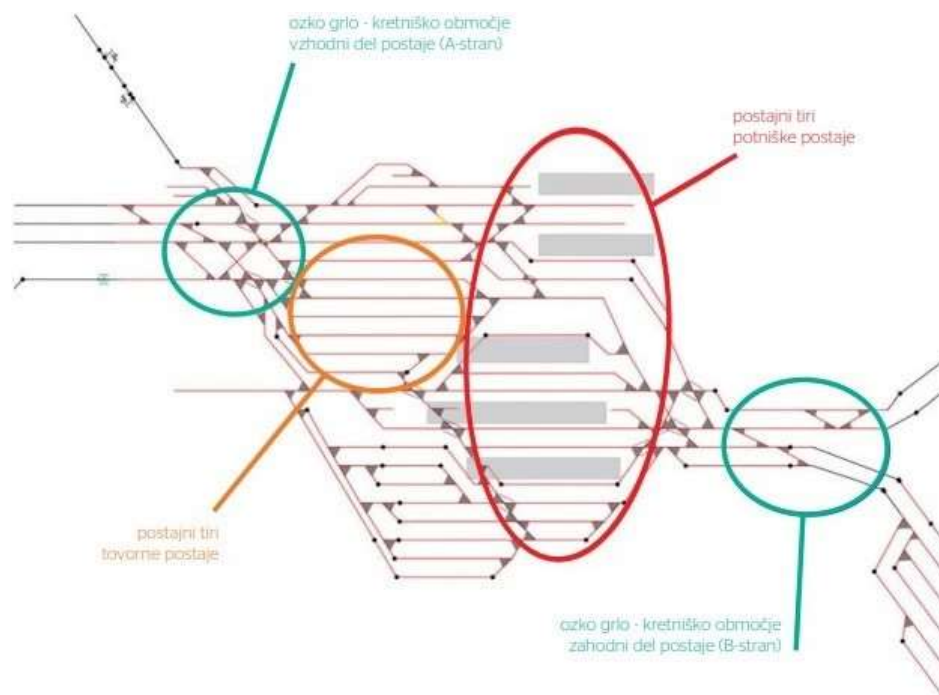 ozko grlo - kretniško območje
vzhodni del postaje (A-stran)
postajni tiri
potniške postaje
postajni tiri
tovorne postaje
ozko grlo - kretniško območje
zahodni del postaje (B-stran)